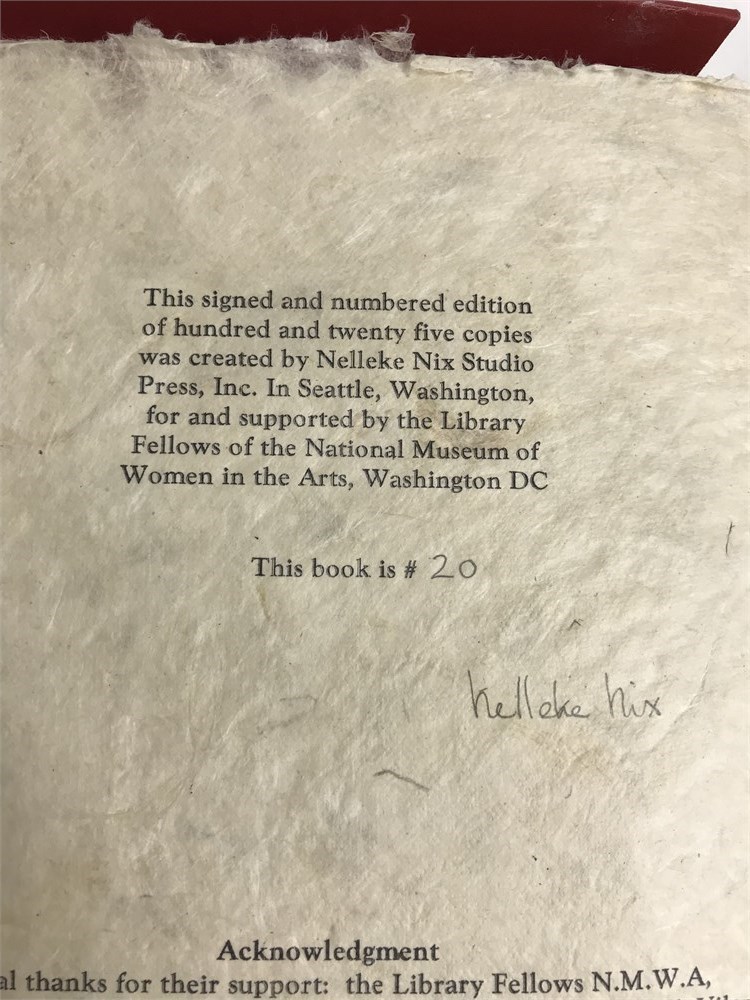 This signed and numbered edition
of hundred and twenty five copies
was created by Nelleke Nix Studio
Press, Inc. In Seattle, Washington,
for and supported by the Library
Fellows of the National Museum of
Women in the Arts, Washington DC
This book is # 20
Nelleke Nix
Acknowledgment
al thanks for their support: the Library Fellows N.M.W.A,